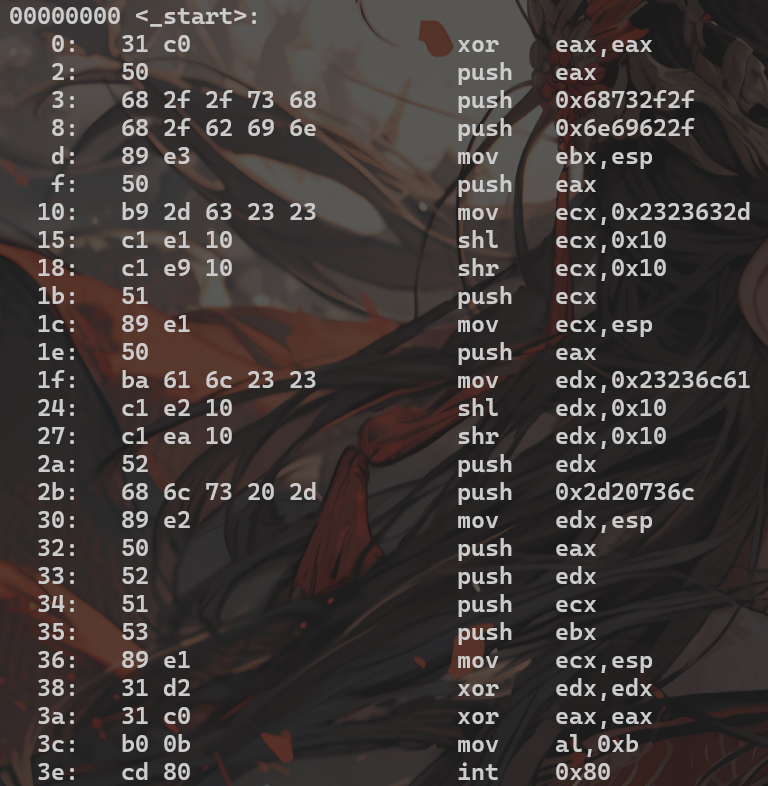 00000000 <_start>:
   0:   31 c0                   xor    eax,eax
   2:   50                      push   eax
   3:   68 2f 2f 73 68          push   0x68732f2f
   8:   68 2f 62 69 6e          push   0x6e69622f
   d:   89 e3                   mov    ebx,esp
   f:   50                      push   eax
  10:   b9 2d 63 23 23          mov    ecx,0x2323632d
  15:   c1 e1 10                shl    ecx,0x10
  18:   c1 e9 10                shr    ecx,0x10
  1b:   51                      push   ecx
  1c:   89 e1                   mov    ecx,esp
  1e:   50                      push   eax
  1f:   ba 61 6c 23 23          mov    edx,0x23236c61
  24:   c1 e2 10                shl    edx,0x10
  27:   c1 ea 10                shr    edx,0x10
  2a:   52                      push   edx
  2b:   68 6c 73 20 2d          push   0x2d20736c
  30:   89 e2                   mov    edx,esp
  32:   50                      push   eax
  33:   52                      push   edx
  34:   51                      push   ecx
  35:   53                      push   ebx
  36:   89 e1                   mov    ecx,esp
  38:   31 d2                   xor    edx,edx
  3a:   31 c0                   xor    eax,eax
  3c:   b0 0b                   mov    al,0xb
  3e:   cd 80                   int    0x80